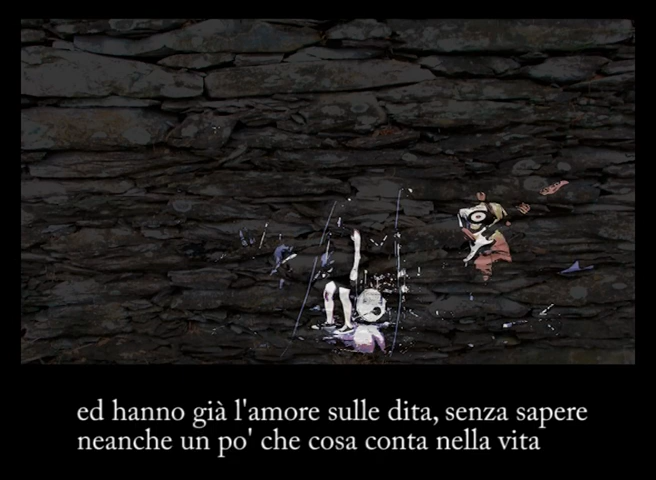 ed hanno già l'amore sulle dita, senza sapere
neanche un po' che cosa conta nella vita